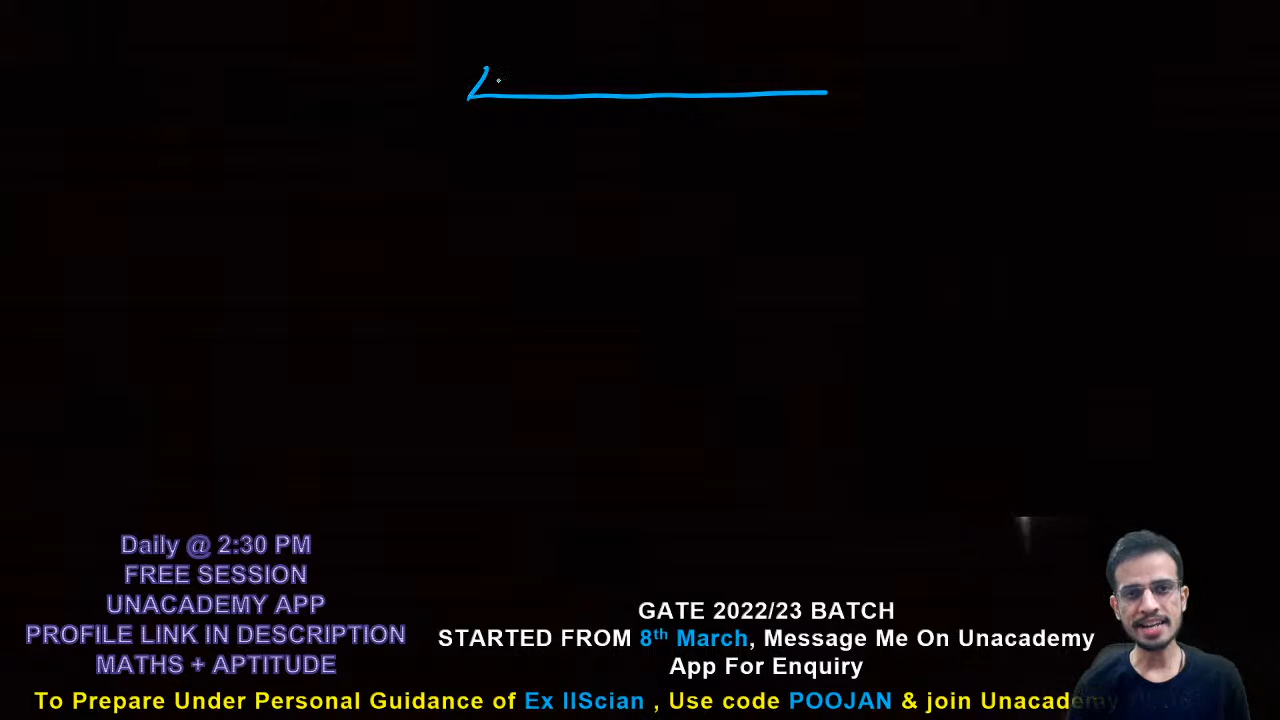 Daily @ 2:30 PM
FREE SESSION
UNACADEMY APP
PROFILE LINK IN DESCRIPTION
MATHS + APTITUDE
GATE 2022/23 BATCH
STARTED FROM 8th March, Message Me On Unacademy
App For Enquiry
To Prepare Under Personal Guidance of Ex IIScian , Use code POOJAN & join Unacademy